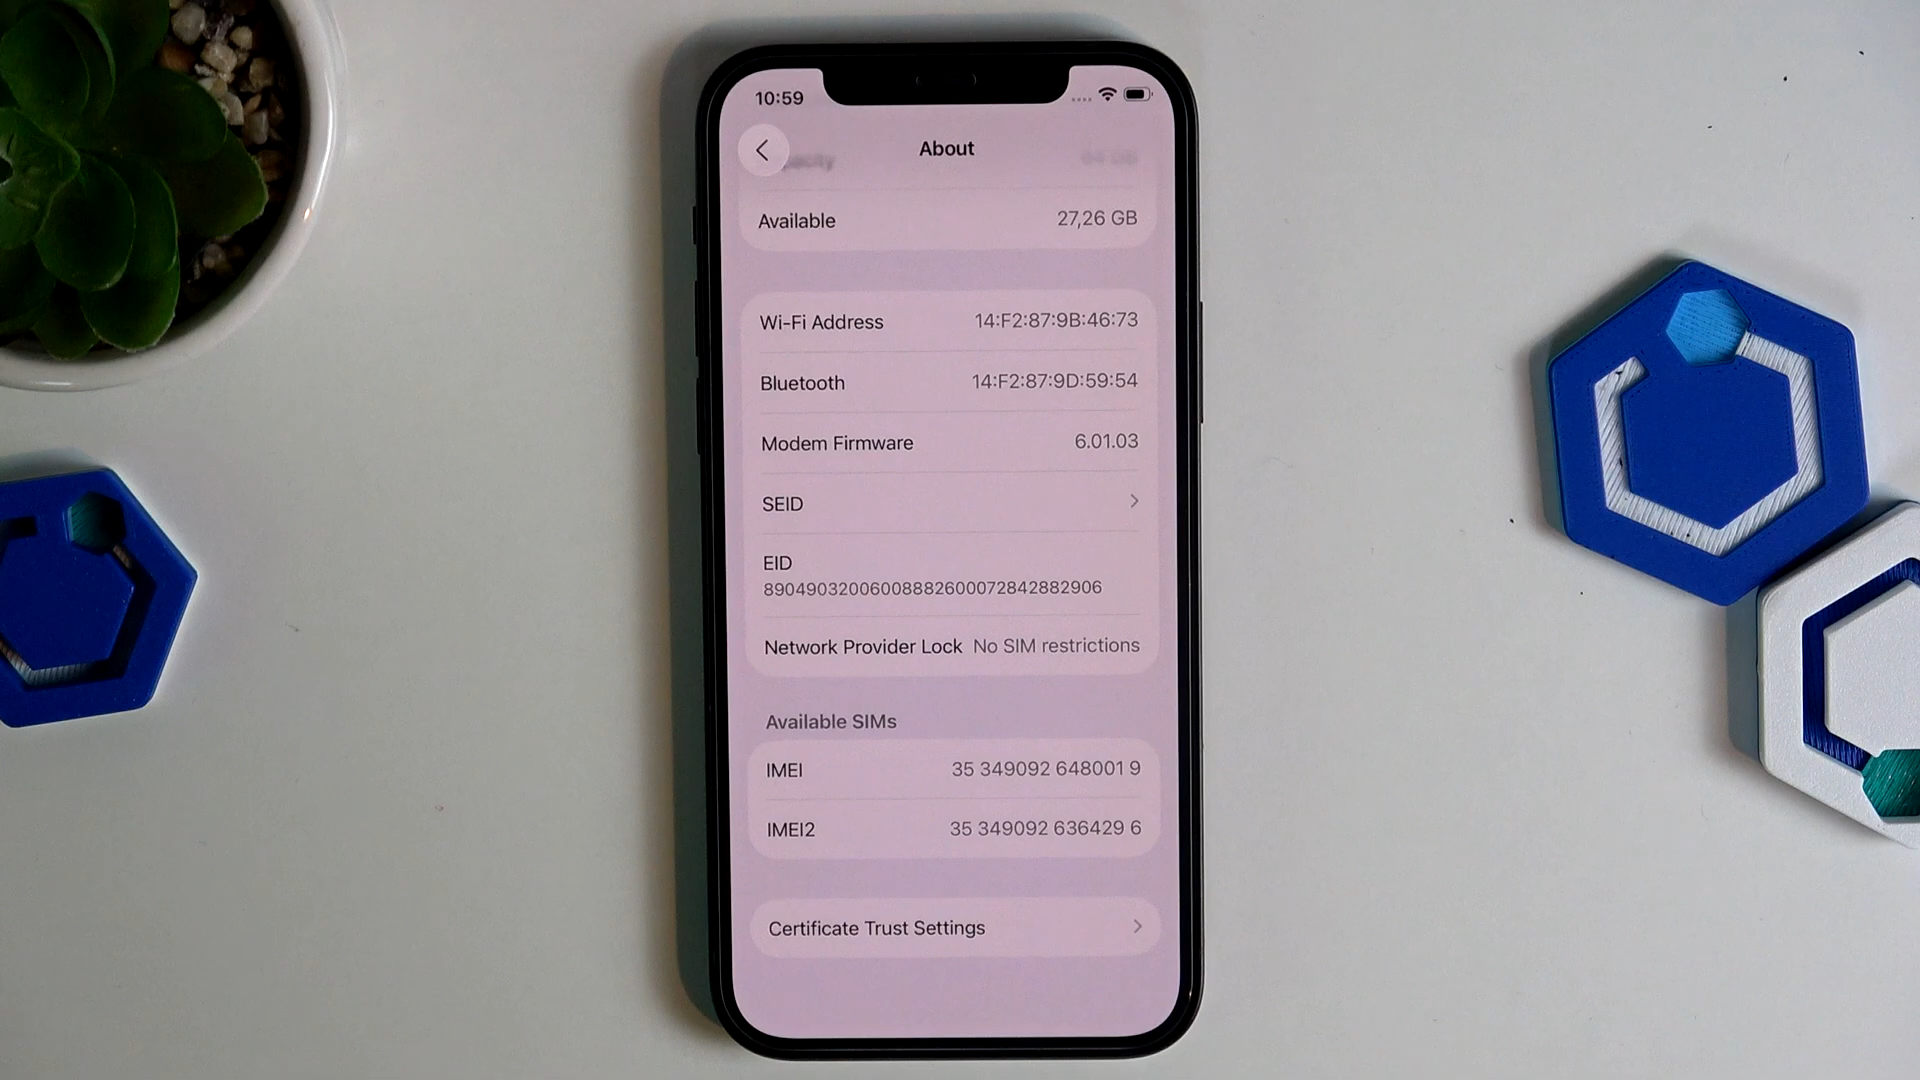 10:59
About
Available 27,26 GB
Wi-Fi Address 14:F2:87:9B:46:73
Bluetooth 14:F2:87:9D:59:54
Modem Firmware 6.01.03
SEID
EID
89049032006008882600072842882906
Network Provider Lock No SIM restrictions
Available SIMs
IMEI 35 349092 648001 9
IMEI2 35 349092 636429 6
Certificate Trust Settings